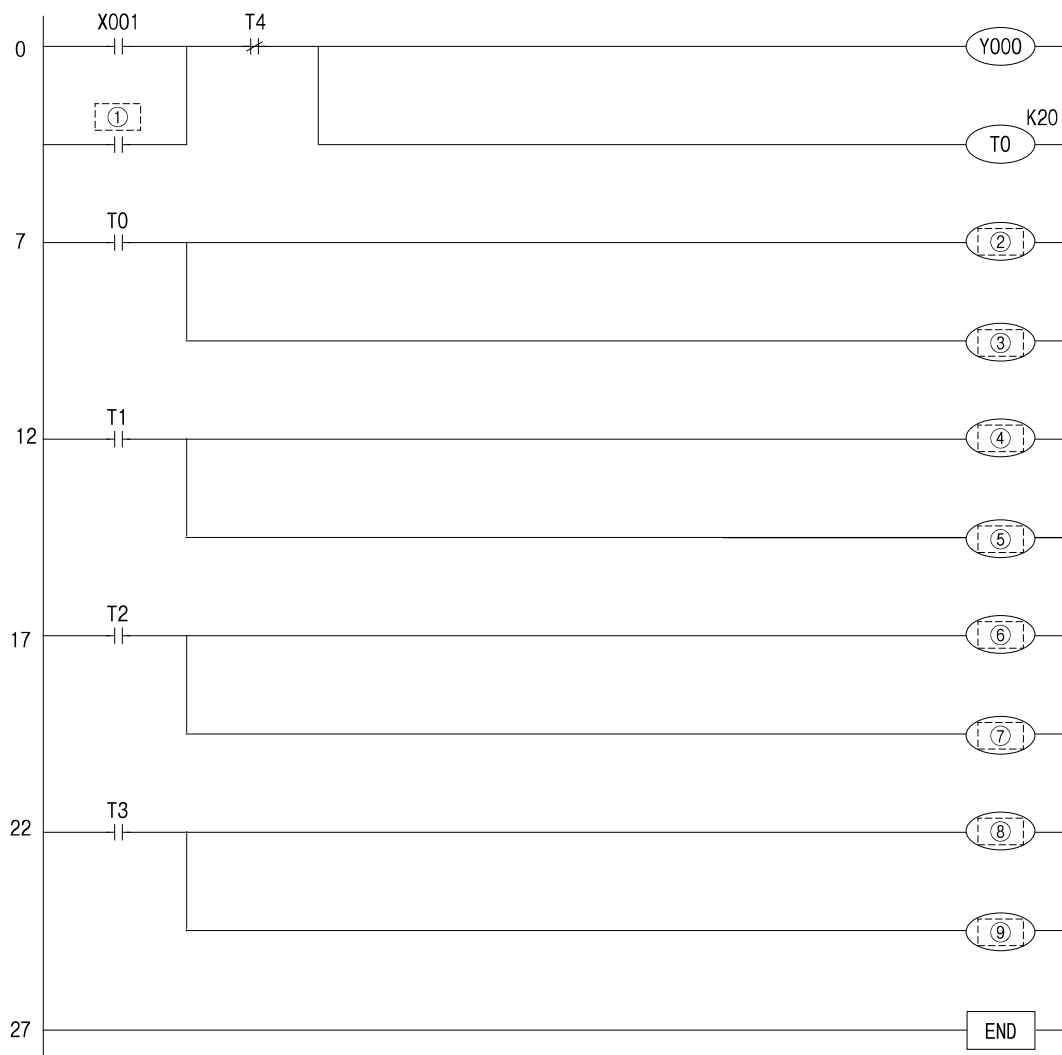 X001 T4
0 Y000
①
K20
T0
T0
7 ②
③
T1
12 ④
⑤
T2
17 ⑥
⑦
T3
22 ⑧
⑨
27 END